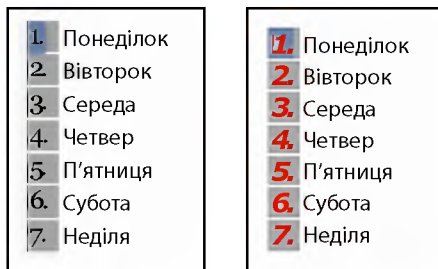 1. Понеділок
2. Вівторок
3. Середа
4. Четвер
5. П'ятниця
6. Субота
7. Неділя
1. Понеділок
2. Вівторок
3. Середа
4. Четвер
5. П'ятниця
6. Субота
7. Неділя